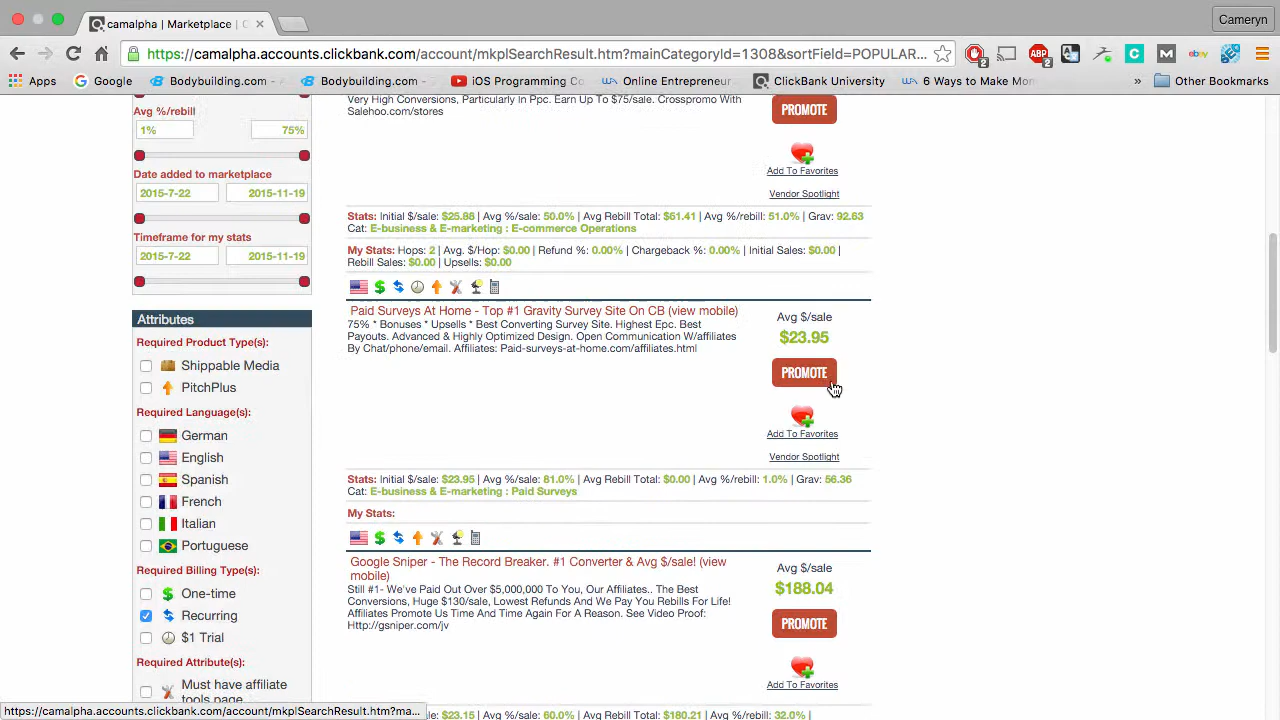 camalpha | Marketplace | C
Cameryn
https://camalpha.accounts.clickbank.com/account/mkplSearchResult.htm?mainCategoryId=1308&sortField=POPULAR...
Apps Google Bodybuilding.com Bodybuilding.com iOS Programming Co Online Entrepreneur ClickBank University 6 Ways to Make Mon » Other Bookmarks
Avg %/rebill
1% 75%
Date added to marketplace
2015-7-22 2015-11-19
Timeframe for my stats
2015-7-22 2015-11-19
Attributes
Required Product Type(s):
Shippable Media
PitchPlus
Required Language(s):
German
English
Spanish
French
Italian
Portuguese
Required Billing Type(s):
One-time
Recurring
$1 Trial
Required Attribute(s):
Must have affiliate
tools page
Very High Conversions, Particularly In Ppc. Earn Up To $75/sale. Crosspromo With
Salehoo.com/stores
PROMOTE
Add To Favorites
Vendor Spotlight
Stats: Initial $/sale: $25.88 | Avg %/sale: 50.0% | Avg Rebill Total: $61.41 | Avg %/rebill: 51.0% | Grav: 92.63
Cat: E-business & E-marketing : E-commerce Operations
My Stats: Hops: 2 | Avg. $/Hop: $0.00 | Refund %: 0.00% | Chargeback %: 0.00% | Initial Sales: $0.00 |
Rebill Sales: $0.00 | Upsells: $0.00
Paid Surveys At Home - Top #1 Gravity Survey Site On CB (view mobile)
75% * Bonuses * Upsells * Best Converting Survey Site. Highest Epc. Best
Payouts. Advanced & Highly Optimized Design. Open Communication W/affiliates
By Chat/phone/email. Affiliates: Paid-surveys-at-home.com/affiliates.html
Avg $/sale
$23.95
PROMOTE
Add To Favorites
Vendor Spotlight
Stats: Initial $/sale: $23.95 | Avg %/sale: 81.0% | Avg Rebill Total: $0.00 | Avg %/rebill: 1.0% | Grav: 56.36
Cat: E-business & E-marketing : Paid Surveys
My Stats:
Google Sniper - The Record Breaker. #1 Converter & Avg $/sale! (view
mobile)
Still #1- We've Paid Out Over $5,000,000 To You, Our Affiliates.. The Best
Conversions, Huge $130/sale, Lowest Refunds And We Pay You Rebills For Life!
Affiliates Promote Us Time And Time Again For A Reason. See Video Proof:
Http://gsniper.com/jv
Avg $/sale
$188.04
PROMOTE
Add To Favorites
$23.15 | Avg %/sale: 60.0% | Avg Rebill Total: $180.21 | Avg %/rebill: 32.0% |
https://camalpha.accounts.clickbank.com/account/mkplSearchResult.htm?ma...